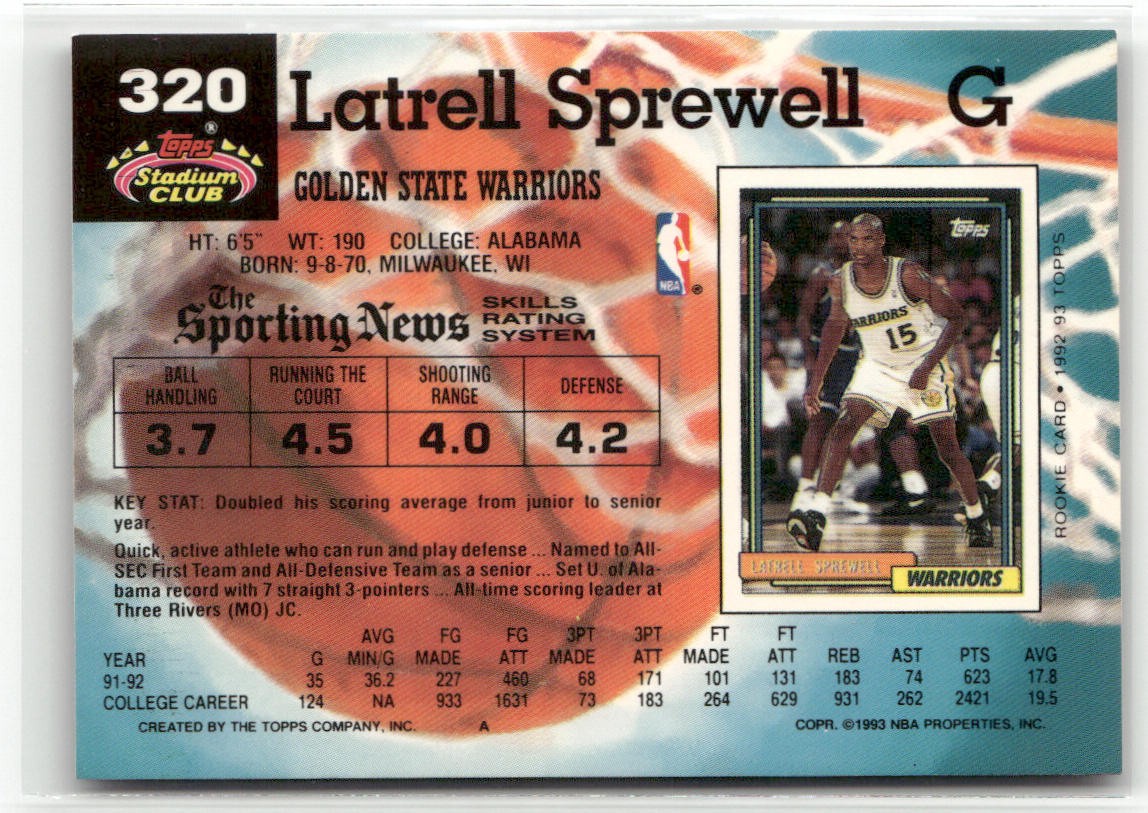 320
Latrell Sprewell G
Topps ®
Stadium
CLUB
GOLDEN STATE WARRIORS
HT: 6'5" WT: 190 COLLEGE: ALABAMA
BORN: 9-8-70, MILWAUKEE, WI
NBA ®
The
Sporting News
SKILLS
RATING
SYSTEM
BALL HANDLING RUNNING THE COURT SHOOTING RANGE DEFENSE
3.7 4.5 4.0 4.2
KEY STAT: Doubled his scoring average from junior to senior
year.
Quick, active athlete who can run and play defense ... Named to All-
SEC First Team and All-Defensive Team as a senior ... Set U. of Ala-
bama record with 7 straight 3-pointers ... All-time scoring leader at
Three Rivers (MO) JC.
Topps
WARRIORS
15
LATRELL SPREWELL
WARRIORS
ROOKIE CARD • 1992 93 TOPPS
AVG FG FG 3PT 3PT FT FT
YEAR G MIN/G MADE ATT MADE ATT MADE ATT REB AST PTS AVG
91-92 35 36.2 227 460 68 171 101 131 183 74 623 17.8
COLLEGE CAREER 124 NA 933 1631 73 183 264 629 931 262 2421 19.5
CREATED BY THE TOPPS COMPANY, INC. A COPR. ©1993 NBA PROPERTIES, INC.